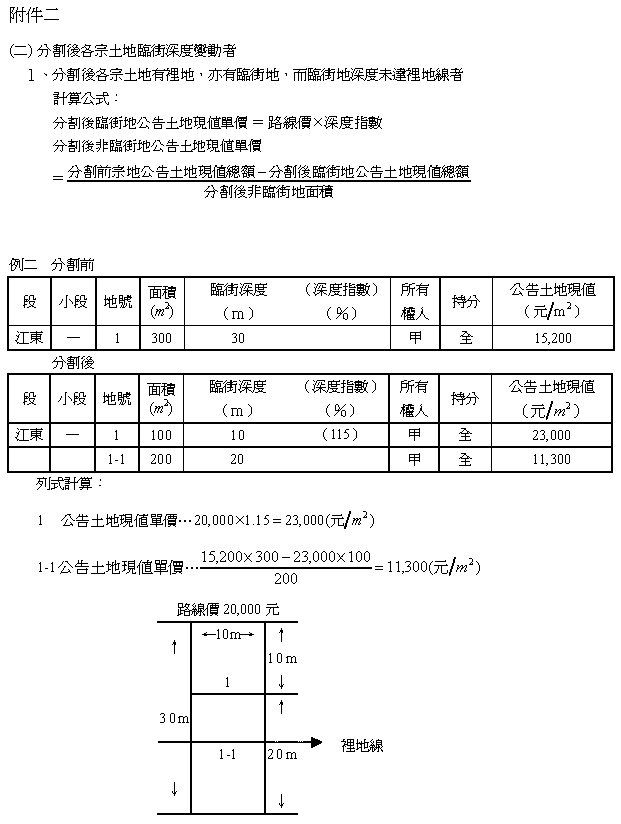 附件二
(二) 分割後各宗土地臨街深度變動者
1、分割後各宗土地有裡地，亦有臨街地，而臨街地深度未達裡地線者
計算公式：
分割後臨街地公告土地現值單價＝路線價×深度指數
分割後非臨街地公告土地現值單價
＝分割前宗地公告土地現值總額－分割後臨街地公告土地現值總額
分割後非臨街地面積
例二 分割前
段 小段 地號 面積(m²) 臨街深度（m） （深度指數）（％） 所有權人 持分 公告土地現值（元/m²）
江東 — 1 300 30 甲 全 15,200
分割後
段 小段 地號 面積(m²) 臨街深度（m） （深度指數）（％） 所有權人 持分 公告土地現值（元/m²）
江東 — 1 100 10 （115） 甲 全 23,000
1-1 200 20 甲 全 11,300
列式計算：
1 公告土地現值單價…20,000×1.15＝23,000(元/m²)
1-1公告土地現值單價…15,200×300－23,000×100
200
＝11,300(元/m²)
路線價 20,000 元
↑ ←10m→ ↑
10m
1 ↓
↑
30m
裡地線
1-1 20m
↓ ↓